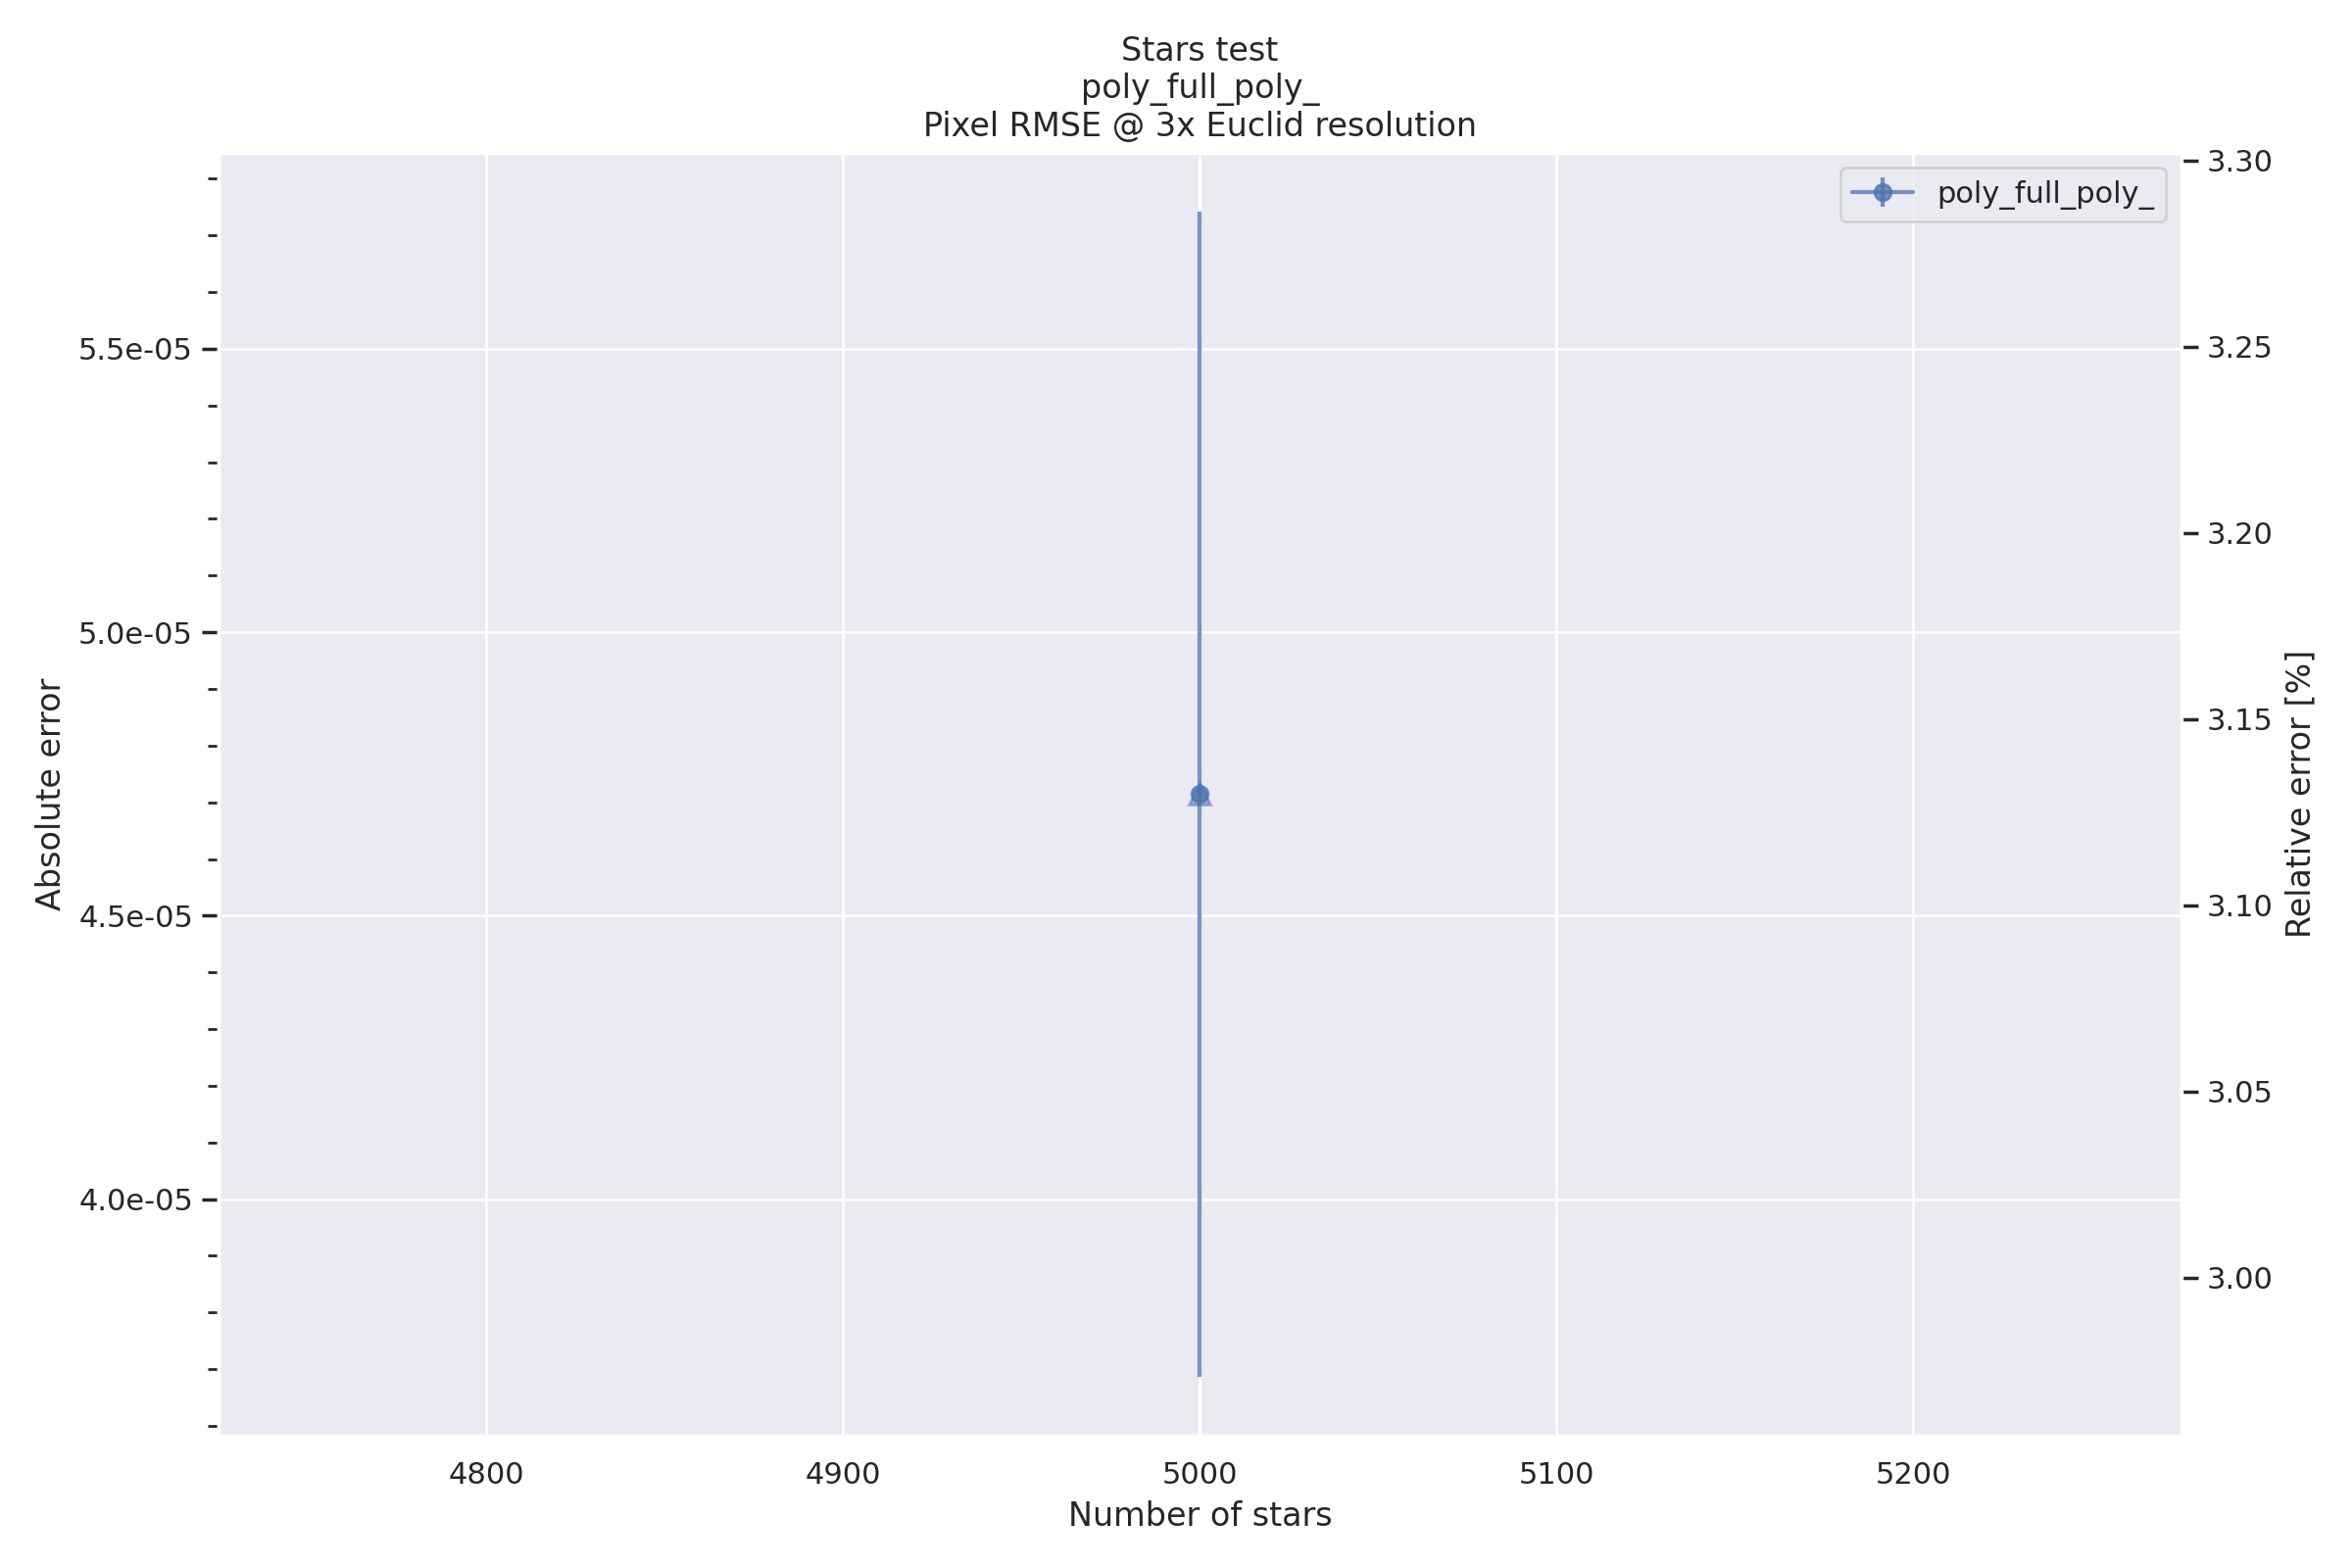 Stars test
poly_full_poly_
Pixel RMSE @ 3x Euclid resolution
poly_full_poly_
Absolute error
5.5e-05
5.0e-05
4.5e-05
4.0e-05
3.30
3.25
3.20
3.15
3.10
3.05
3.00
Relative error [%]
4800 4900 5000 5100 5200
Number of stars